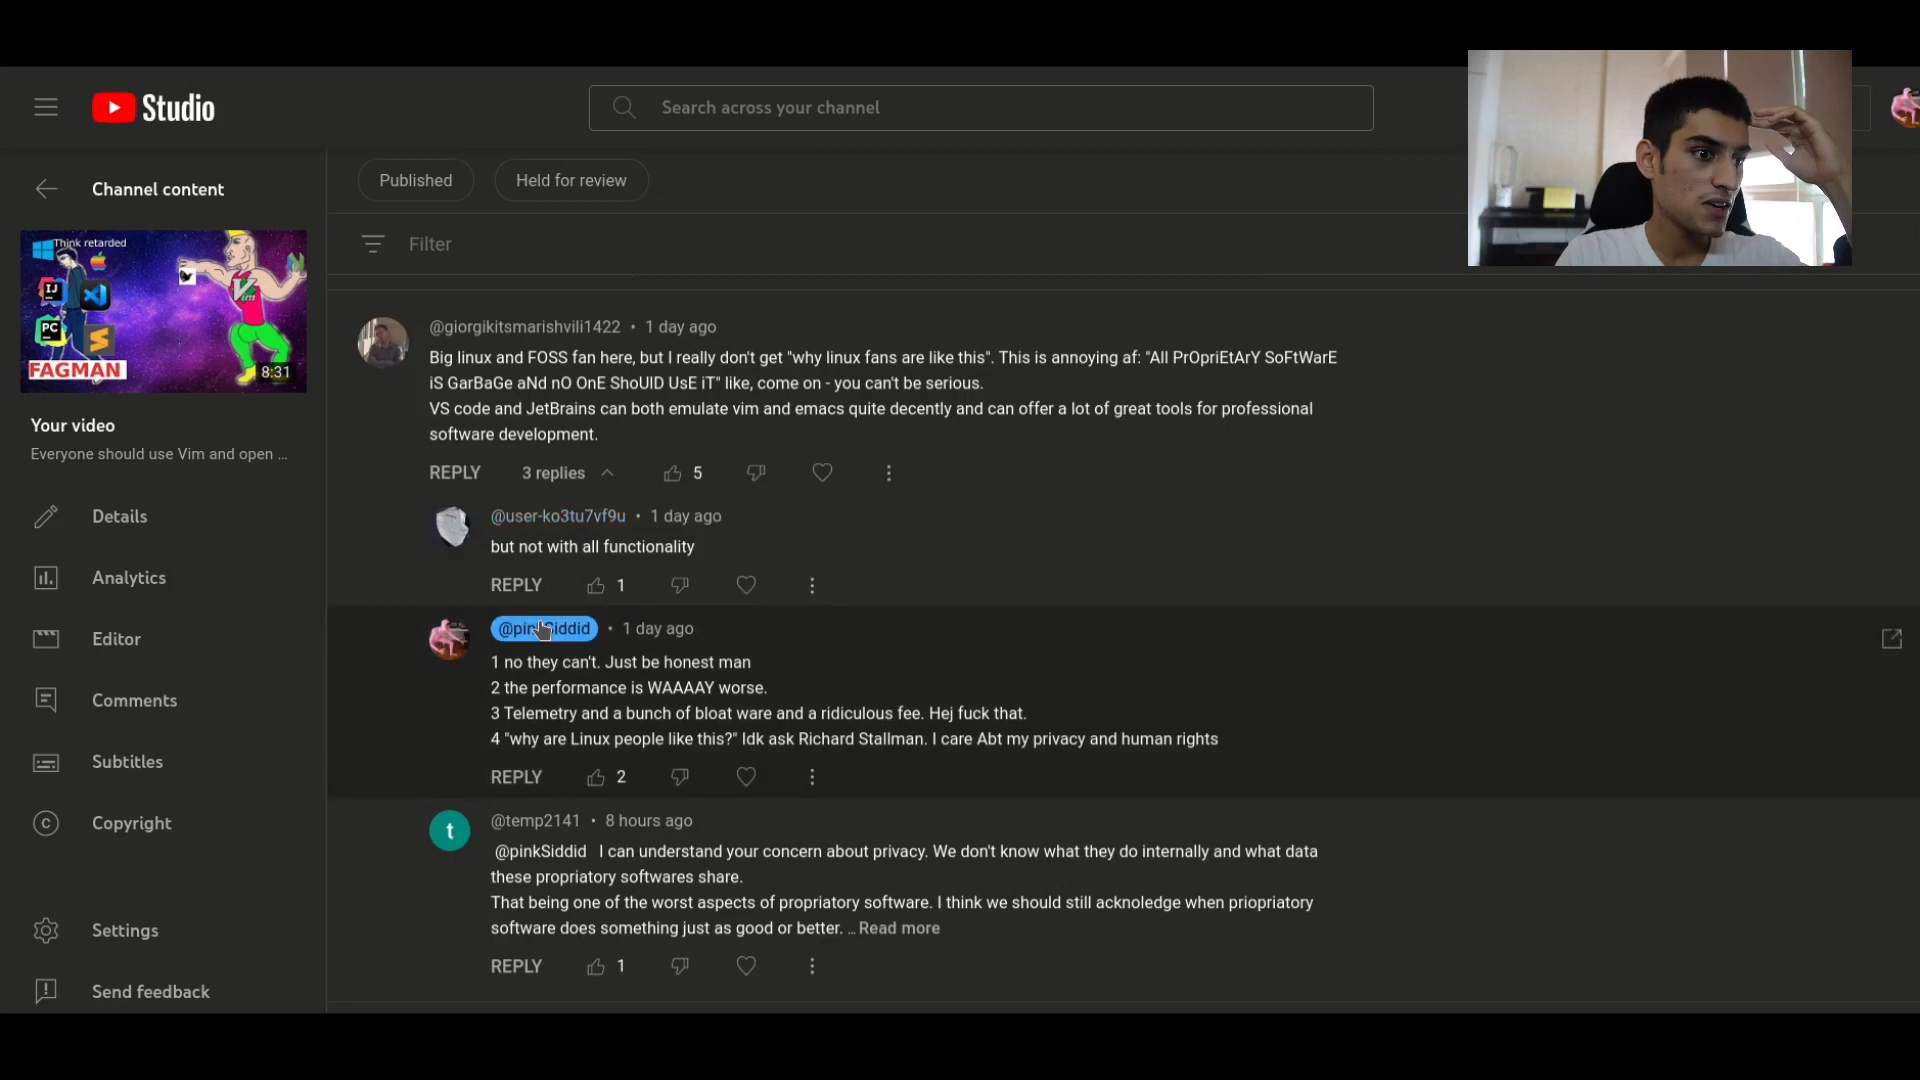 Studio
Search across your channel
Channel content
Published
Held for review
Filter
Think retarded
IJ
PC
S
Vim
FAGMAN
8:31
Your video
Everyone should use Vim and open ...
Details
Analytics
Editor
Comments
Subtitles
Copyright
Settings
Send feedback
@giorgikitsmarishvili1422 • 1 day ago
Big linux and FOSS fan here, but I really don't get "why linux fans are like this". This is annoying af: "All PrOpriEtArY SoFtWarE
iS GarBaGe aNd nO OnE ShoUlD UsE iT" like, come on - you can't be serious.
VS code and JetBrains can both emulate vim and emacs quite decently and can offer a lot of great tools for professional
software development.
REPLY 3 replies 5
@user-ko3tu7vf9u • 1 day ago
but not with all functionality
REPLY 1
@pinkSiddid • 1 day ago
1 no they can't. Just be honest man
2 the performance is WAAAAY worse.
3 Telemetry and a bunch of bloat ware and a ridiculous fee. Hej fuck that.
4 "why are Linux people like this?" Idk ask Richard Stallman. I care Abt my privacy and human rights
REPLY 2
t
@temp2141 • 8 hours ago
@pinkSiddid I can understand your concern about privacy. We don't know what they do internally and what data
these propriatory softwares share.
That being one of the worst aspects of propriatory software. I think we should still acknoledge when priopriatory
software does something just as good or better. ... Read more
REPLY 1